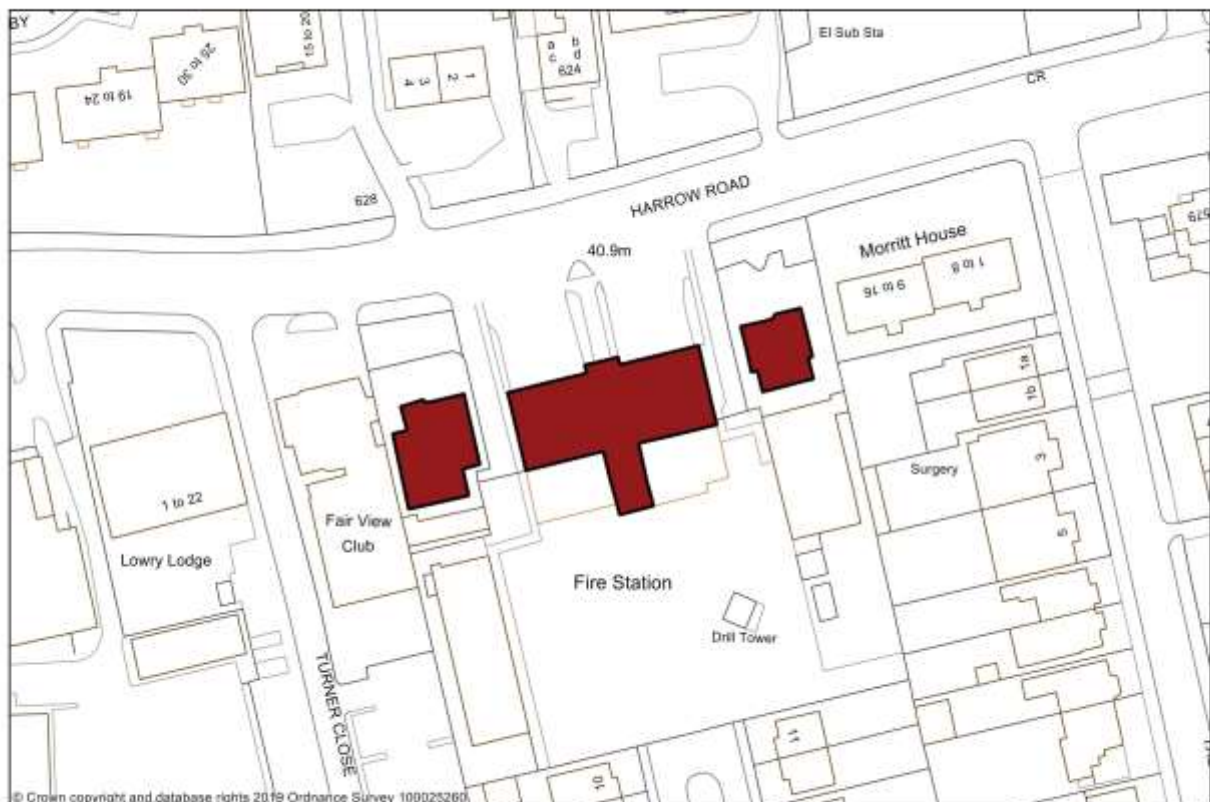 BY
25 to 30
15 to 20
19 to 24
4
3
2
1
a b
c d
624
El Sub Sta
CR
628
HARROW ROAD
40.9m
Morritt House
1 to 8
9 to 16
579
1a
1b
Surgery
3
5
1 to 22
Lowry Lodge
Fair View
Club
Fire Station
Drill Tower
TURNER CLOSE
11
10
© Crown copyright and database rights 2019 Ordnance Survey 100025260.